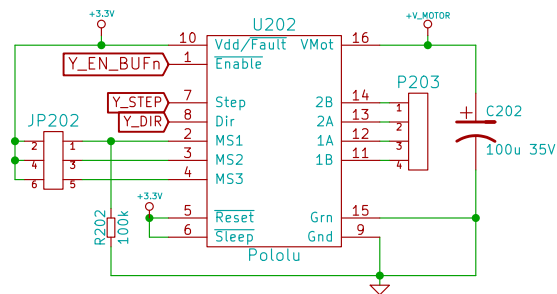 +3.3V
U202
+V_MOTOR
10 Vdd/Fault VMot 16
Y_EN_BUFn 1 Enable
P203
Y_STEP 7 Step 2B 14 1
Y_DIR 8 Dir 2A 13 2
JP202
2 1 2 MS1 1A 12 3
4 3 3 MS2 1B 11 4
6 5 4 MS3
C202
100u 35V
+3.3V
R202
100k
5 Reset Grn 15
6 Sleep Gnd 9
Pololu